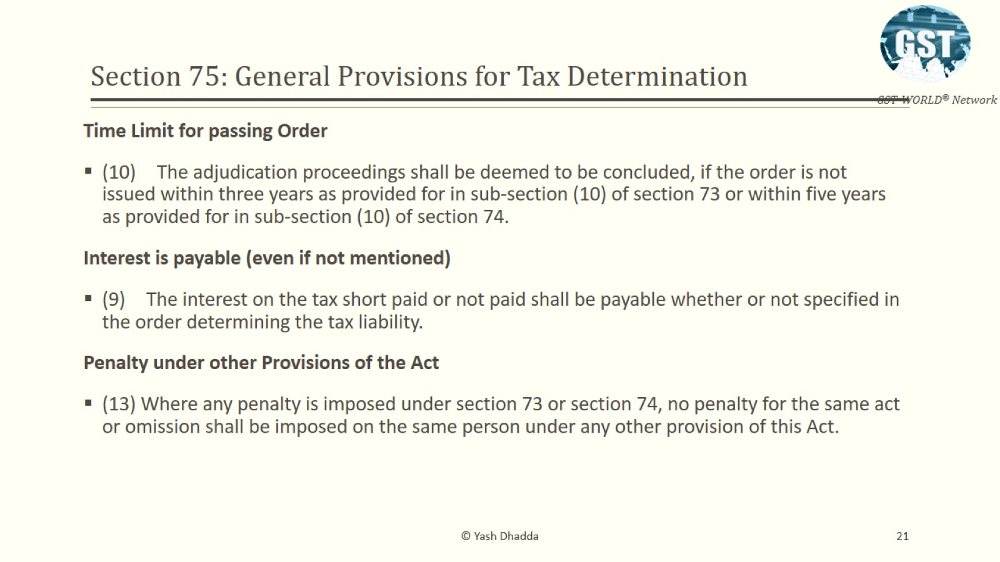 GST
GST WORLD® Network
Section 75: General Provisions for Tax Determination
Time Limit for passing Order
▪ (10) The adjudication proceedings shall be deemed to be concluded, if the order is not
issued within three years as provided for in sub-section (10) of section 73 or within five years
as provided for in sub-section (10) of section 74.
Interest is payable (even if not mentioned)
▪ (9) The interest on the tax short paid or not paid shall be payable whether or not specified in
the order determining the tax liability.
Penalty under other Provisions of the Act
▪ (13) Where any penalty is imposed under section 73 or section 74, no penalty for the same act
or omission shall be imposed on the same person under any other provision of this Act.
© Yash Dhadda
21